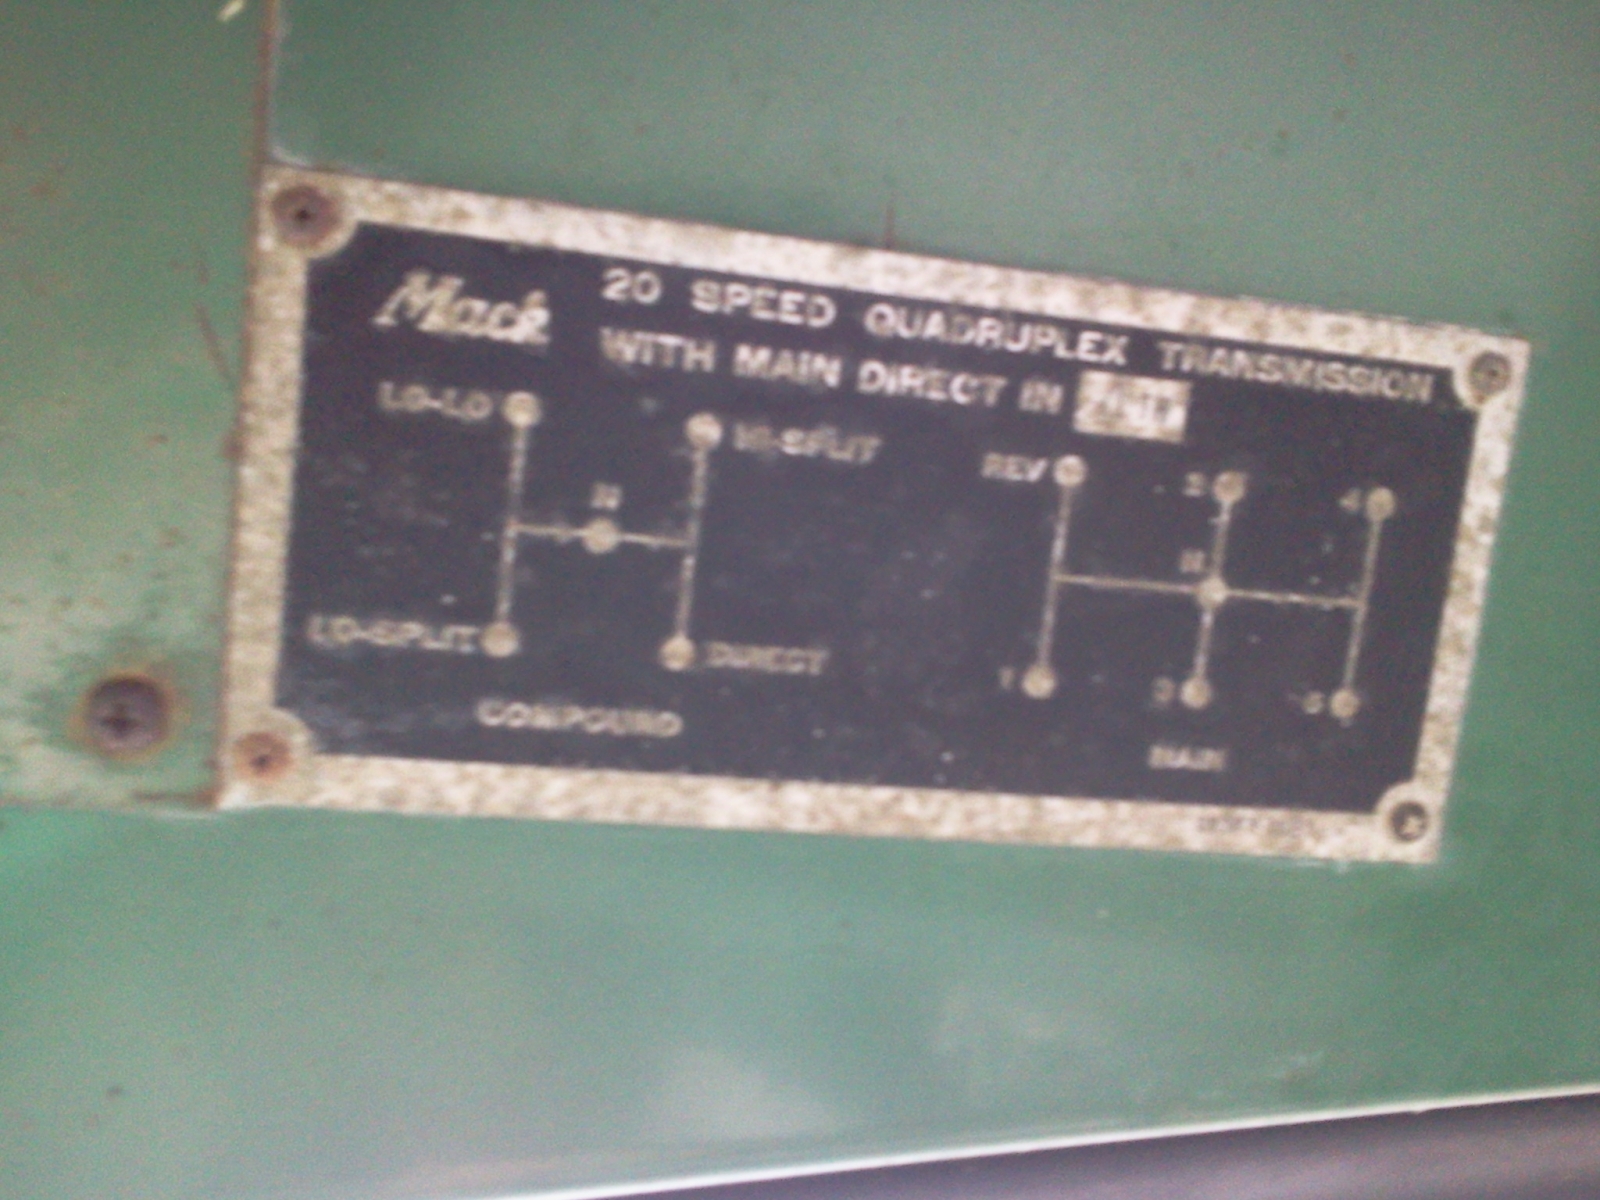 Mack
20 SPEED QUADRUPLEX TRANSMISSION
WITH MAIN DIRECT IN
LO-LO
HI-SPLIT
N
LO-SPLIT
DIRECT
COMPOUND
REV
2
4
N
1
3
5
MAIN